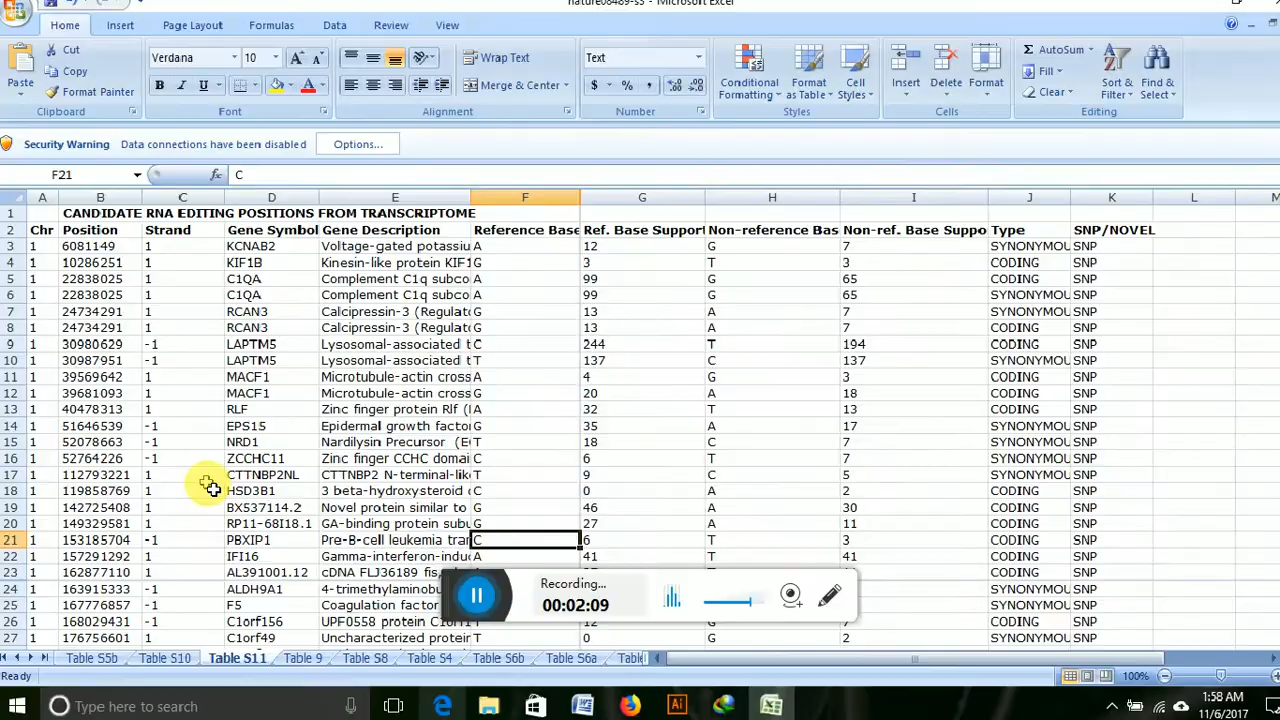 nature08489-s3 - Microsoft Excel
Home Insert Page Layout Formulas Data Review View
Cut
Copy
Format Painter
Paste
Clipboard
Verdana 10
B I U
Font
Wrap Text
Merge & Center
Alignment
Text
$ % ,
Number
Conditional Formatting
Format as Table
Cell Styles
Styles
Insert Delete Format
Cells
AutoSum
Fill
Clear
Sort & Filter
Find & Select
Editing
Security Warning Data connections have been disabled Options...
F21 fx C
A B C D E F G H I J K L M
1 CANDIDATE RNA EDITING POSITIONS FROM TRANSCRIPTOME
2 Chr Position Strand Gene Symbol Gene Description Reference Base Ref. Base Support Non-reference Bas Non-ref. Base Suppo Type SNP/NOVEL
3 1 6081149 1 KCNAB2 Voltage-gated potassiu A 12 G 7 SYNONYMOU SNP
4 1 10286251 1 KIF1B Kinesin-like protein KIF1 G 3 T 3 CODING SNP
5 1 22838025 1 C1QA Complement C1q subco A 99 G 65 SYNONYMOU SNP
6 1 22838025 1 C1QA Complement C1q subco A 99 G 65 SYNONYMOU SNP
7 1 24734291 1 RCAN3 Calcipressin-3 (Regulat G 13 A 7 SYNONYMOU SNP
8 1 24734291 1 RCAN3 Calcipressin-3 (Regulat G 13 A 7 CODING SNP
9 1 30980629 -1 LAPTM5 Lysosomal-associated t C 244 T 194 CODING SNP
10 1 30987951 -1 LAPTM5 Lysosomal-associated t T 137 C 137 SYNONYMOU SNP
11 1 39569642 1 MACF1 Microtubule-actin cross A 4 G 3 CODING SNP
12 1 39681093 1 MACF1 Microtubule-actin cross G 20 A 18 CODING SNP
13 1 40478313 1 RLF Zinc finger protein Rlf ( A 32 T 13 CODING SNP
14 1 51646539 -1 EPS15 Epidermal growth factor G 35 A 17 SYNONYMOU SNP
15 1 52078663 -1 NRD1 Nardilysin Precursor (E T 18 C 7 SYNONYMOU SNP
16 1 52764226 -1 ZCCHC11 Zinc finger CCHC domain C 6 T 7 CODING SNP
17 1 112793221 1 CTTNBP2NL CTTNBP2 N-terminal-lik T 9 C 5 SYNONYMOU SNP
18 1 119858769 1 HSD3B1 3 beta-hydroxysteroid C 0 A 2 CODING SNP
19 1 142725408 1 BX537114.2 Novel protein similar to G 46 A 30 CODING SNP
20 1 149329581 1 RP11-68I18.1 GA-binding protein subu G 27 A 11 CODING SNP
21 1 153185704 -1 PBXIP1 Pre-B-cell leukemia tran C 6 T 3 CODING SNP
22 1 157291292 1 IFI16 Gamma-interferon-induc A 41 T 41 CODING SNP
23 1 162877110 1 AL391001.12 cDNA FLJ36189 fis, CODING SNP
24 1 163915333 -1 ALDH9A1 4-trimethylaminobu CODING SNP
25 1 167776857 -1 F5 Coagulation factor SYNONYMOU SNP
26 1 168029431 -1 C1orf156 UPF0558 protein C1or T 12 G 7 CODING SNP
27 1 176756601 1 C1orf49 Uncharacterized protein T 0 G 2 SYNONYMOU SNP
Recording...
00:02:09
Table S5b Table S10 Table S11 Table 9 Table S8 Table S4 Table S6b Table S6a Table
Ready 100%
Type here to search
1:58 AM
11/6/2017